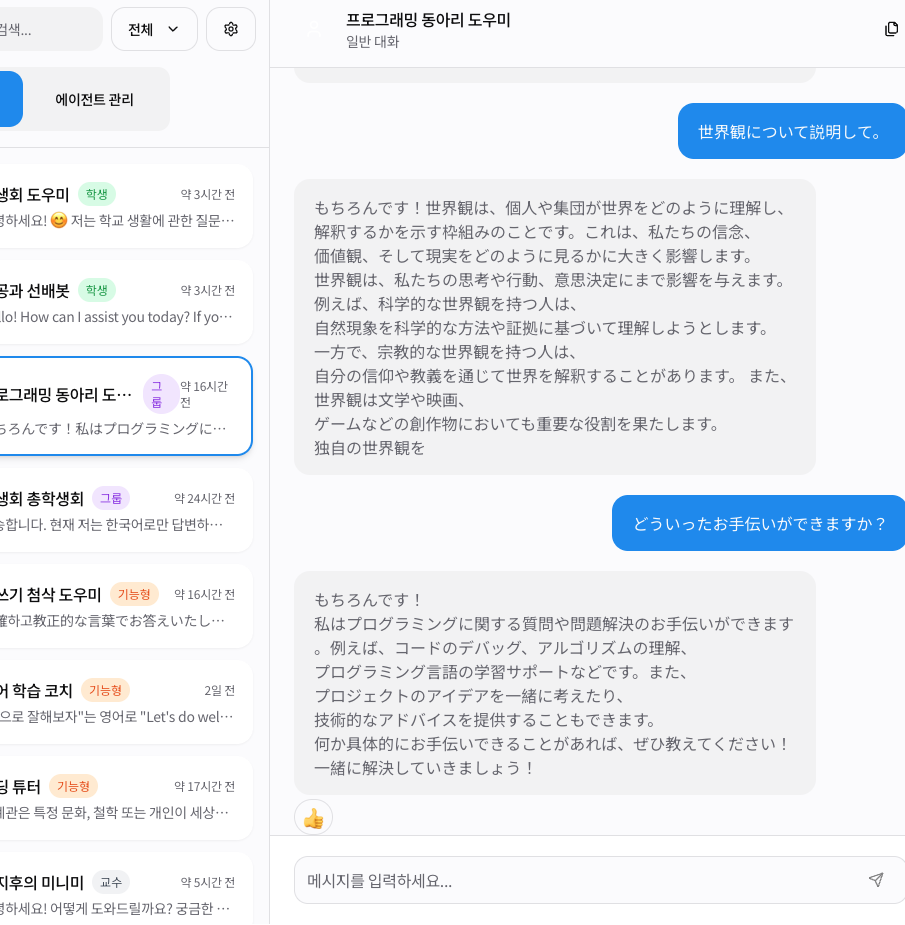 검색...
전체
에이전트 관리
생회 도우미
학생
약 3시간 전
녕하세요! 😊 저는 학교 생활에 관한 질문…
공과 선배봇
학생
약 3시간 전
llo! How can I assist you today? If yo…
로그래밍 동아리 도…
그룹
약 16시간 전
ちろんです！私はプログラミングに…
생회 총학생회
그룹
약 24시간 전
송합니다. 현재 저는 한국어로만 답변하…
쓰기 첨삭 도우미
기능형
약 16시간 전
確하고教正的な言葉でお答えいたし…
어 학습 코치
기능형
2일 전
으로 잘해보자"는 영어로 "Let's do wel…
딩 튜터
기능형
약 17시간 전
계관은 특정 문화, 철학 또는 개인이 세상…
지후의 미니미
교수
약 5시간 전
녕하세요! 어떻게 도와드릴까요? 궁금한 …
프로그래밍 동아리 도우미
일반 대화
世界観について説明して。
もちろんです！世界観は、個人や集団が世界をどのように理解し、
解釈するかを示す枠組みのことです。これは、私たちの信念、
価値観、そして現実をどのように見るかに大きく影響します。
世界観は、私たちの思考や行動、意思決定にまで影響を与えます。
例えば、科学的な世界観を持つ人は、
自然現象を科学的な方法や証拠に基づいて理解しようとします。
一方で、宗教的な世界観を持つ人は、
自分の信仰や教義を通じて世界を解釈することがあります。 また、
世界観は文学や映画、
ゲームなどの創作物においても重要な役割を果たします。
独自の世界観を
どういったお手伝いができますか？
もちろんです！
私はプログラミングに関する質問や問題解決のお手伝いができます
。例えば、コードのデバッグ、アルゴリズムの理解、
プログラミング言語の学習サポートなどです。また、
プロジェクトのアイデアを一緒に考えたり、
技術的なアドバイスを提供することもできます。
何か具体的にお手伝いできることがあれば、ぜひ教えてください！
一緒に解決していきましょう！
👍
메시지를 입력하세요...